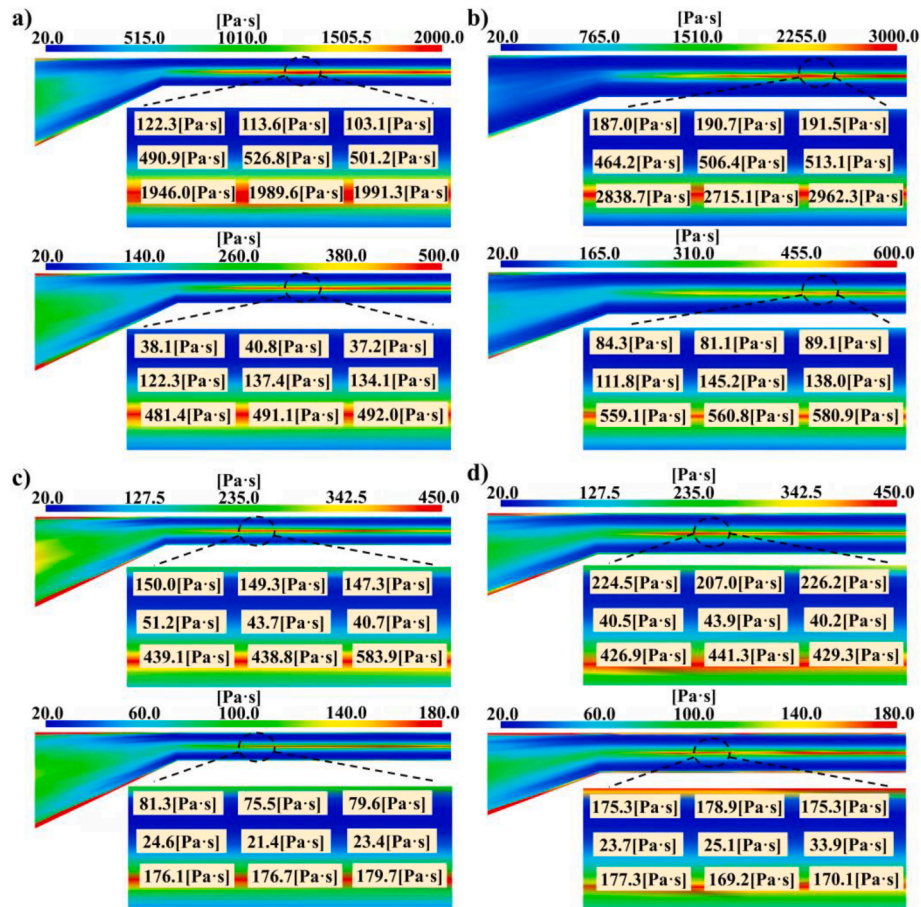 a)
[Pa·s]
20.0 515.0 1010.0 1505.5 2000.0
122.3[Pa·s] 113.6[Pa·s] 103.1[Pa·s]
490.9[Pa·s] 526.8[Pa·s] 501.2[Pa·s]
1946.0[Pa·s] 1989.6[Pa·s] 1991.3[Pa·s]
[Pa·s]
20.0 140.0 260.0 380.0 500.0
38.1[Pa·s] 40.8[Pa·s] 37.2[Pa·s]
122.3[Pa·s] 137.4[Pa·s] 134.1[Pa·s]
481.4[Pa·s] 491.1[Pa·s] 492.0[Pa·s]
b)
[Pa·s]
20.0 765.0 1510.0 2255.0 3000.0
187.0[Pa·s] 190.7[Pa·s] 191.5[Pa·s]
464.2[Pa·s] 506.4[Pa·s] 513.1[Pa·s]
2838.7[Pa·s] 2715.1[Pa·s] 2962.3[Pa·s]
[Pa·s]
20.0 165.0 310.0 455.0 600.0
84.3[Pa·s] 81.1[Pa·s] 89.1[Pa·s]
111.8[Pa·s] 145.2[Pa·s] 138.0[Pa·s]
559.1[Pa·s] 560.8[Pa·s] 580.9[Pa·s]
c)
[Pa·s]
20.0 127.5 235.0 342.5 450.0
150.0[Pa·s] 149.3[Pa·s] 147.3[Pa·s]
51.2[Pa·s] 43.7[Pa·s] 40.7[Pa·s]
439.1[Pa·s] 438.8[Pa·s] 583.9[Pa·s]
[Pa·s]
20.0 60.0 100.0 140.0 180.0
81.3[Pa·s] 75.5[Pa·s] 79.6[Pa·s]
24.6[Pa·s] 21.4[Pa·s] 23.4[Pa·s]
176.1[Pa·s] 176.7[Pa·s] 179.7[Pa·s]
d)
[Pa·s]
20.0 127.5 235.0 342.5 450.0
224.5[Pa·s] 207.0[Pa·s] 226.2[Pa·s]
40.5[Pa·s] 43.9[Pa·s] 40.2[Pa·s]
426.9[Pa·s] 441.3[Pa·s] 429.3[Pa·s]
[Pa·s]
20.0 60.0 100.0 140.0 180.0
175.3[Pa·s] 178.9[Pa·s] 175.3[Pa·s]
23.7[Pa·s] 25.1[Pa·s] 33.9[Pa·s]
177.3[Pa·s] 169.2[Pa·s] 170.1[Pa·s]